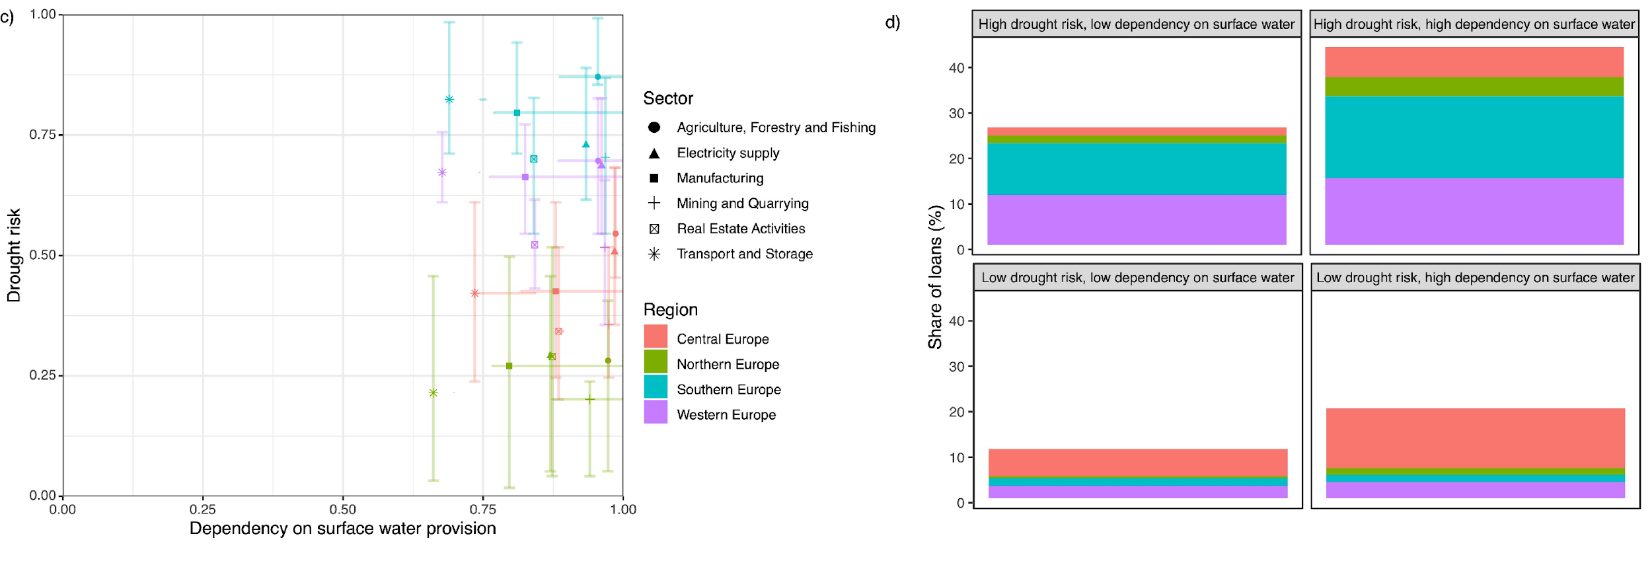 c)
1.00
0.75
0.50
0.25
0.00
Drought risk
0.00
0.25
0.50
0.75
1.00
Dependency on surface water provision
Sector
Agriculture, Forestry and Fishing
Electricity supply
Manufacturing
Mining and Quarrying
Real Estate Activities
Transport and Storage
Region
Central Europe
Northern Europe
Southern Europe
Western Europe
d)
Share of loans (%)
High drought risk, low dependency on surface water
High drought risk, high dependency on surface water
40
30
20
10
0
Low drought risk, low dependency on surface water
Low drought risk, high dependency on surface water
40
30
20
10
0